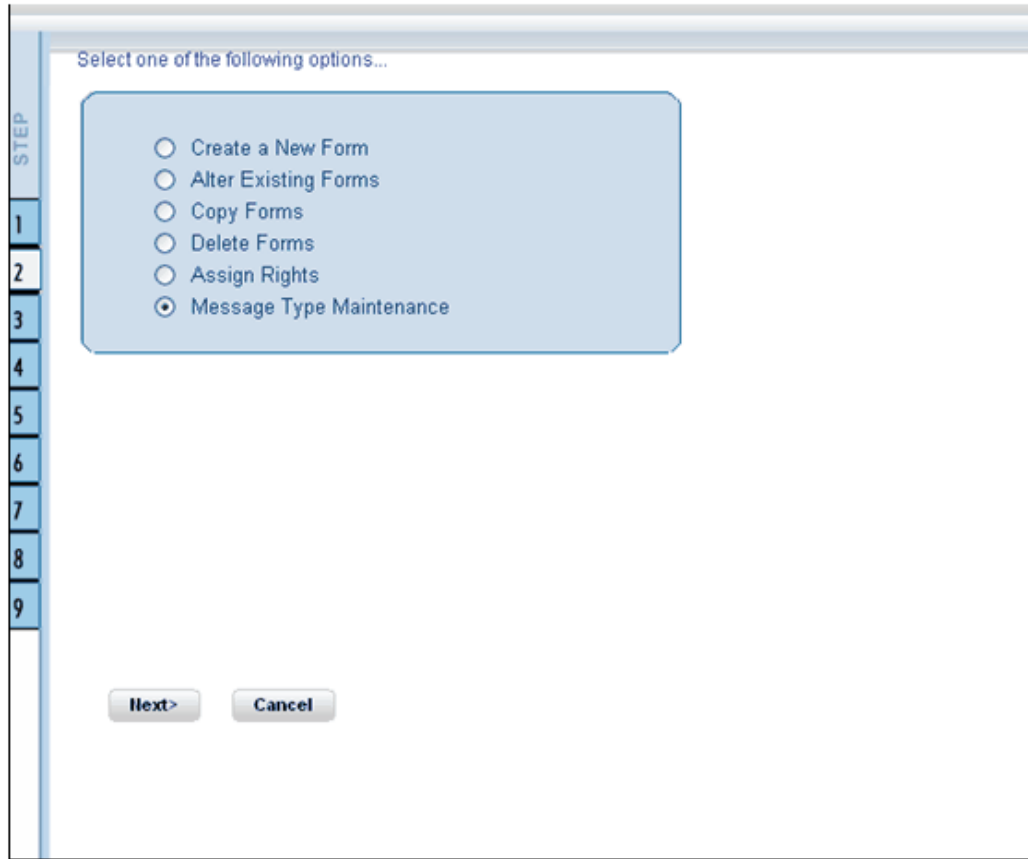 Select one of the following options...
STEP
Create a New Form
Alter Existing Forms
Copy Forms
Delete Forms
Assign Rights
Message Type Maintenance
1
2
3
4
5
6
7
8
9
Next>
Cancel